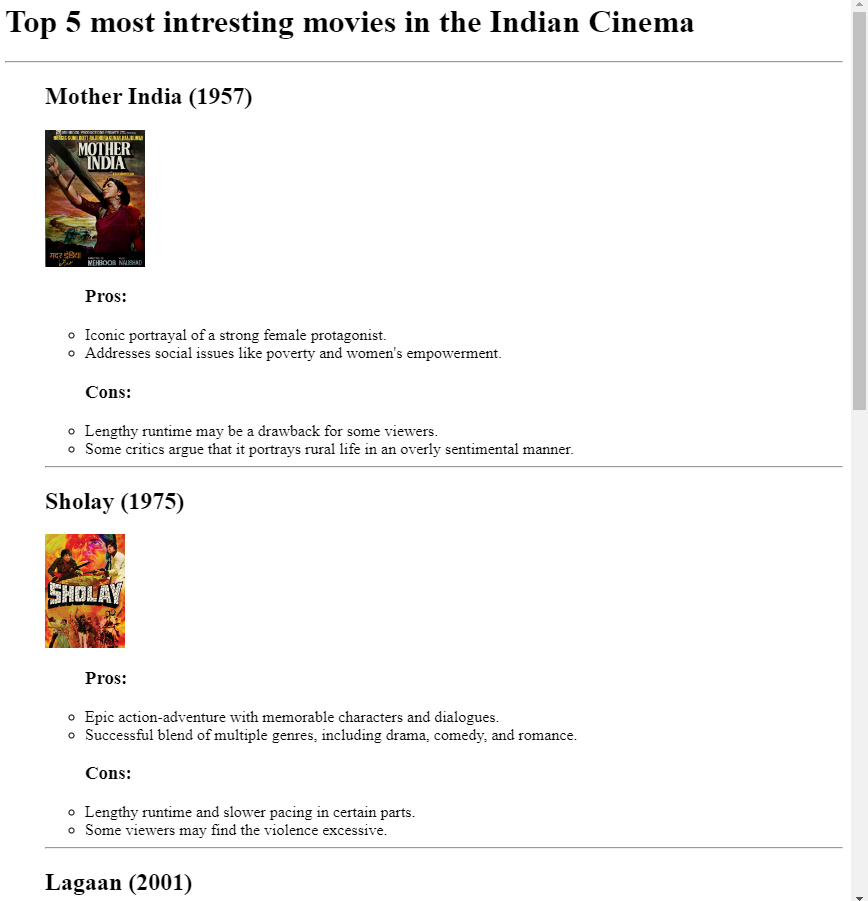 Top 5 most intresting movies in the Indian Cinema
Mother India (1957)
MOTHER
INDIA
मदर इंडिया
MEHBOOB NAUSHAD
Pros:
Iconic portrayal of a strong female protagonist.
Addresses social issues like poverty and women's empowerment.
Cons:
Lengthy runtime may be a drawback for some viewers.
Some critics argue that it portrays rural life in an overly sentimental manner.
Sholay (1975)
SHOLAY
Pros:
Epic action-adventure with memorable characters and dialogues.
Successful blend of multiple genres, including drama, comedy, and romance.
Cons:
Lengthy runtime and slower pacing in certain parts.
Some viewers may find the violence excessive.
Lagaan (2001)